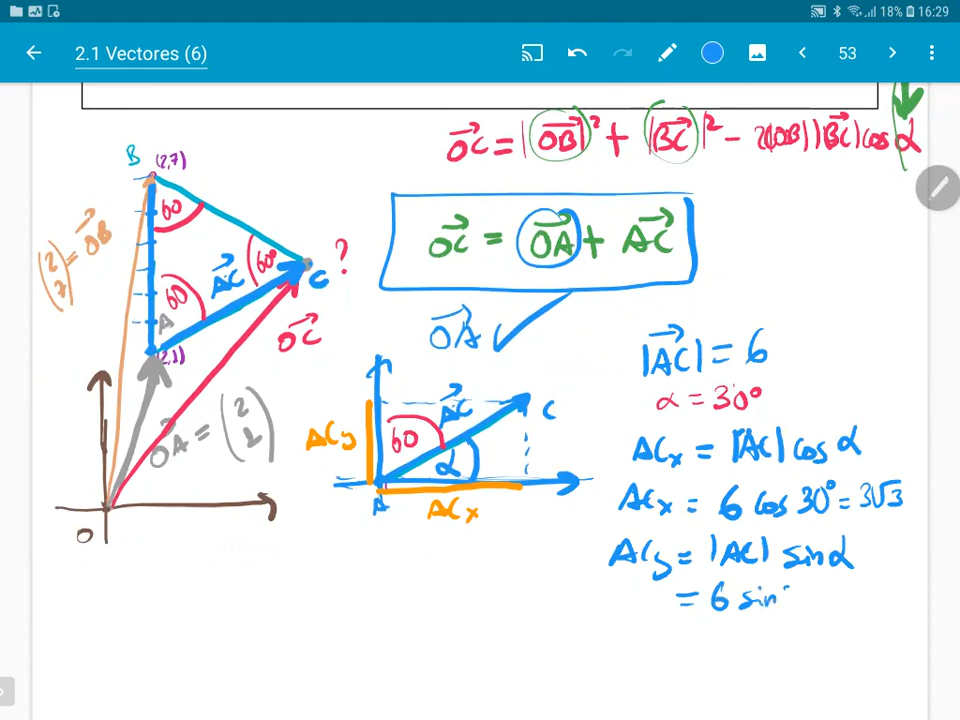 18% 16:29
2.1 Vectores (6)
53
OC = |OB|² + |BC|² - 2|OB||BC| cos α
B (2,7)
60
(2 7) = OB
OC = OA + AC
60°
C
?
AC
60
A
(2,1)
OC
OA
|AC| = 6
α = 30°
OA = (2 1)
ACy
60
AC
C
α
A
ACx
O
ACx = |AC| cos α
ACx = 6 cos 30° = 3√3
ACy = |AC| sin α
= 6 sin